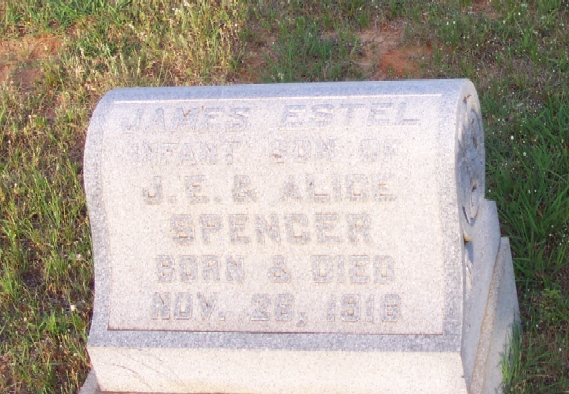 JAMES ESTEL
INFANT SON OF
J. E. & ALICE
SPENCER
BORN & DIED
NOV. 28, 1918